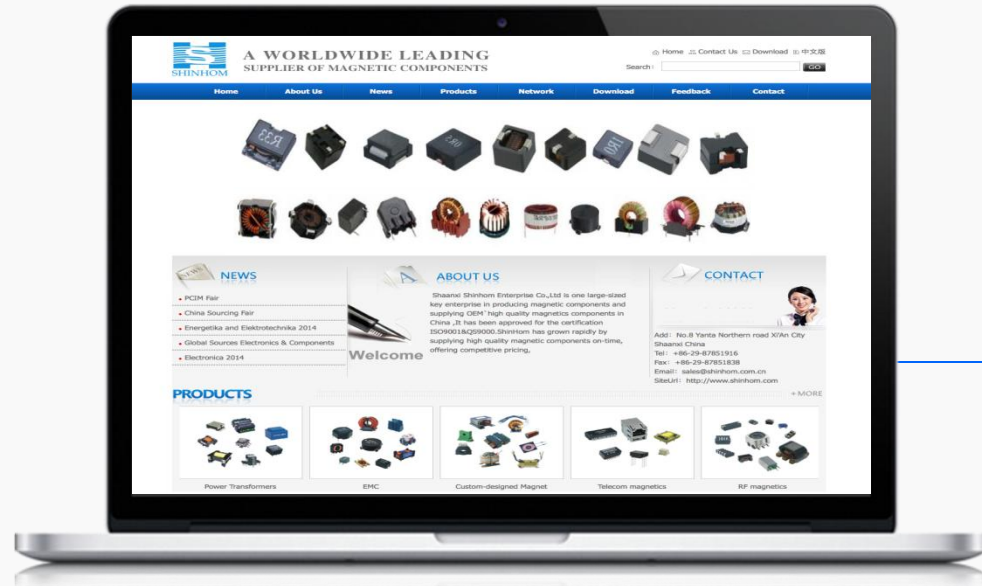 SHINHOM
A WORLDWIDE LEADING
SUPPLIER OF MAGNETIC COMPONENTS
Home Contact Us Download 中文版
Search: GO
Home About Us News Products Network Download Feedback Contact
R33
0R5
1R0
NEWS
PCIM Fair
China Sourcing Fair
Energetika and Elektrotechnika 2014
Global Sources Electronics & Components
Electronica 2014
Welcome
ABOUT US
Shaanxi Shinhom Enterprise Co.,Ltd is one large-sized
key enterprise in producing magnetic components and
supplying OEM`high quality magnetics components in
China ,It has been approved for the certification
ISO9001&QS9000.ShinHom has grown rapidly by
supplying high quality magnetic components on-time,
offering competitive pricing,
CONTACT
Add: No.8 Yanta Northern road Xi'An City
Shaanxi China
Tel: +86-29-87851916
Fax: +86-29-87851838
Email: sales@shinhom.com.cn
SiteUrl: http://www.shinhom.com
PRODUCTS
+ MORE
Power Transformers
EMC
Custom-designed Magnet
Telecom magnetics
RF magnetics